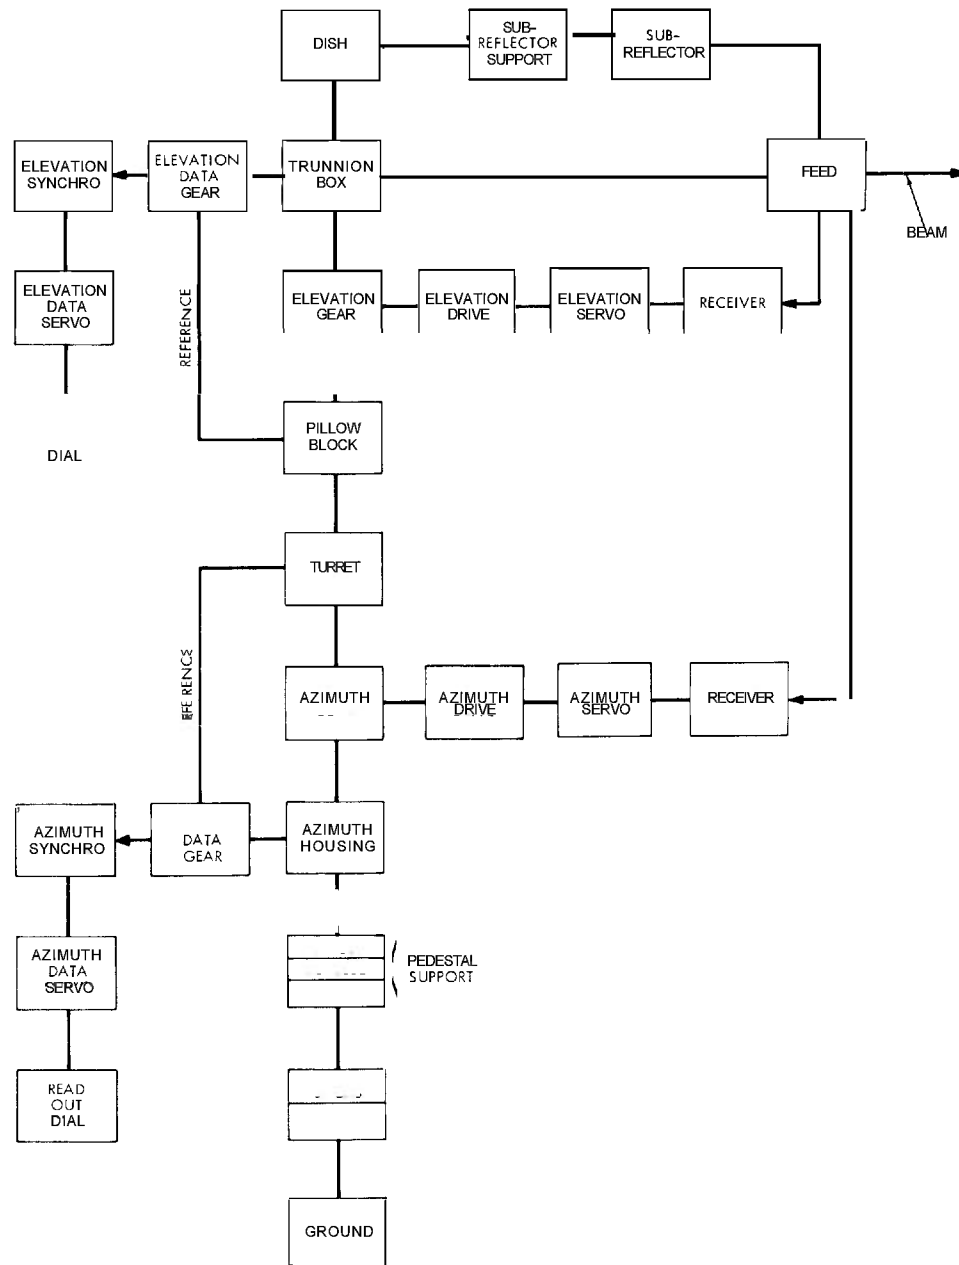 DISH
SUB-
REFLECTOR
SUPPORT
SUB-
REFLECTOR
ELEVATION
SYNCHRO
ELEVATION
DATA
GEAR
TRUNNION
BOX
FEED
BEAM
ELEVATION
DATA
SERVO
REFERENCE
ELEVATION
GEAR
ELEVATION
DRIVE
ELEVATION
SERVO
RECEIVER
DIAL
PILLOW
BLOCK
TURRET
EFERENCE
AZIMUTH
AZIMUTH
DRIVE
AZIMUTH
SERVO
RECEIVER
AZIMUTH
SYNCHRO
DATA
GEAR
AZIMUTH
HOUSING
AZIMUTH
DATA
SERVO
PEDESTAL
SUPPORT
READ
OUT
DIAL
GROUND